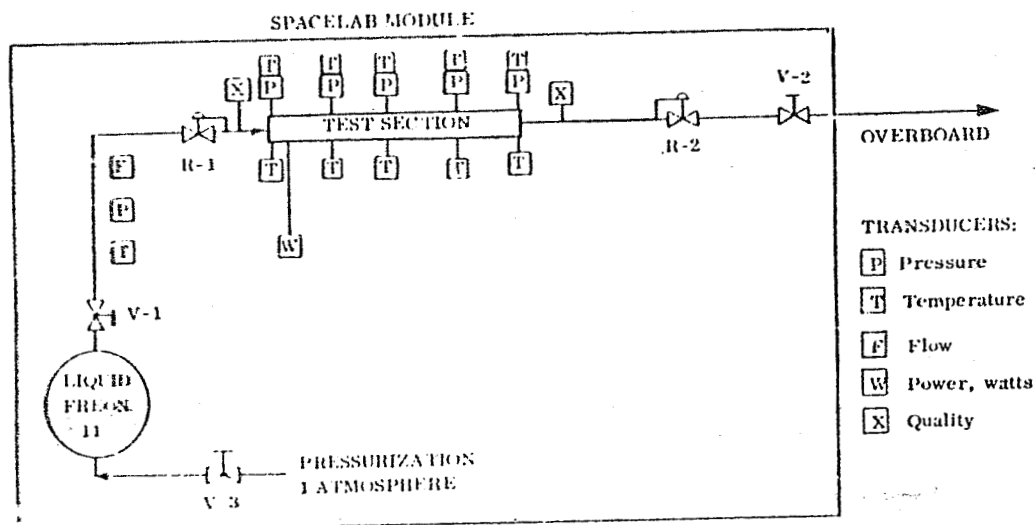 SPACELAB MODULE
T T T T T
P P P P P
X
X
V-2
TEST SECTION
R-1
R-2
OVERBOARD
T T T T T
F
P
T
W
V-1
LIQUID
FREON
11
PRESSURIZATION
1 ATMOSPHERE
V-3
TRANSDUCERS:
P Pressure
T Temperature
F Flow
W Power, watts
X Quality